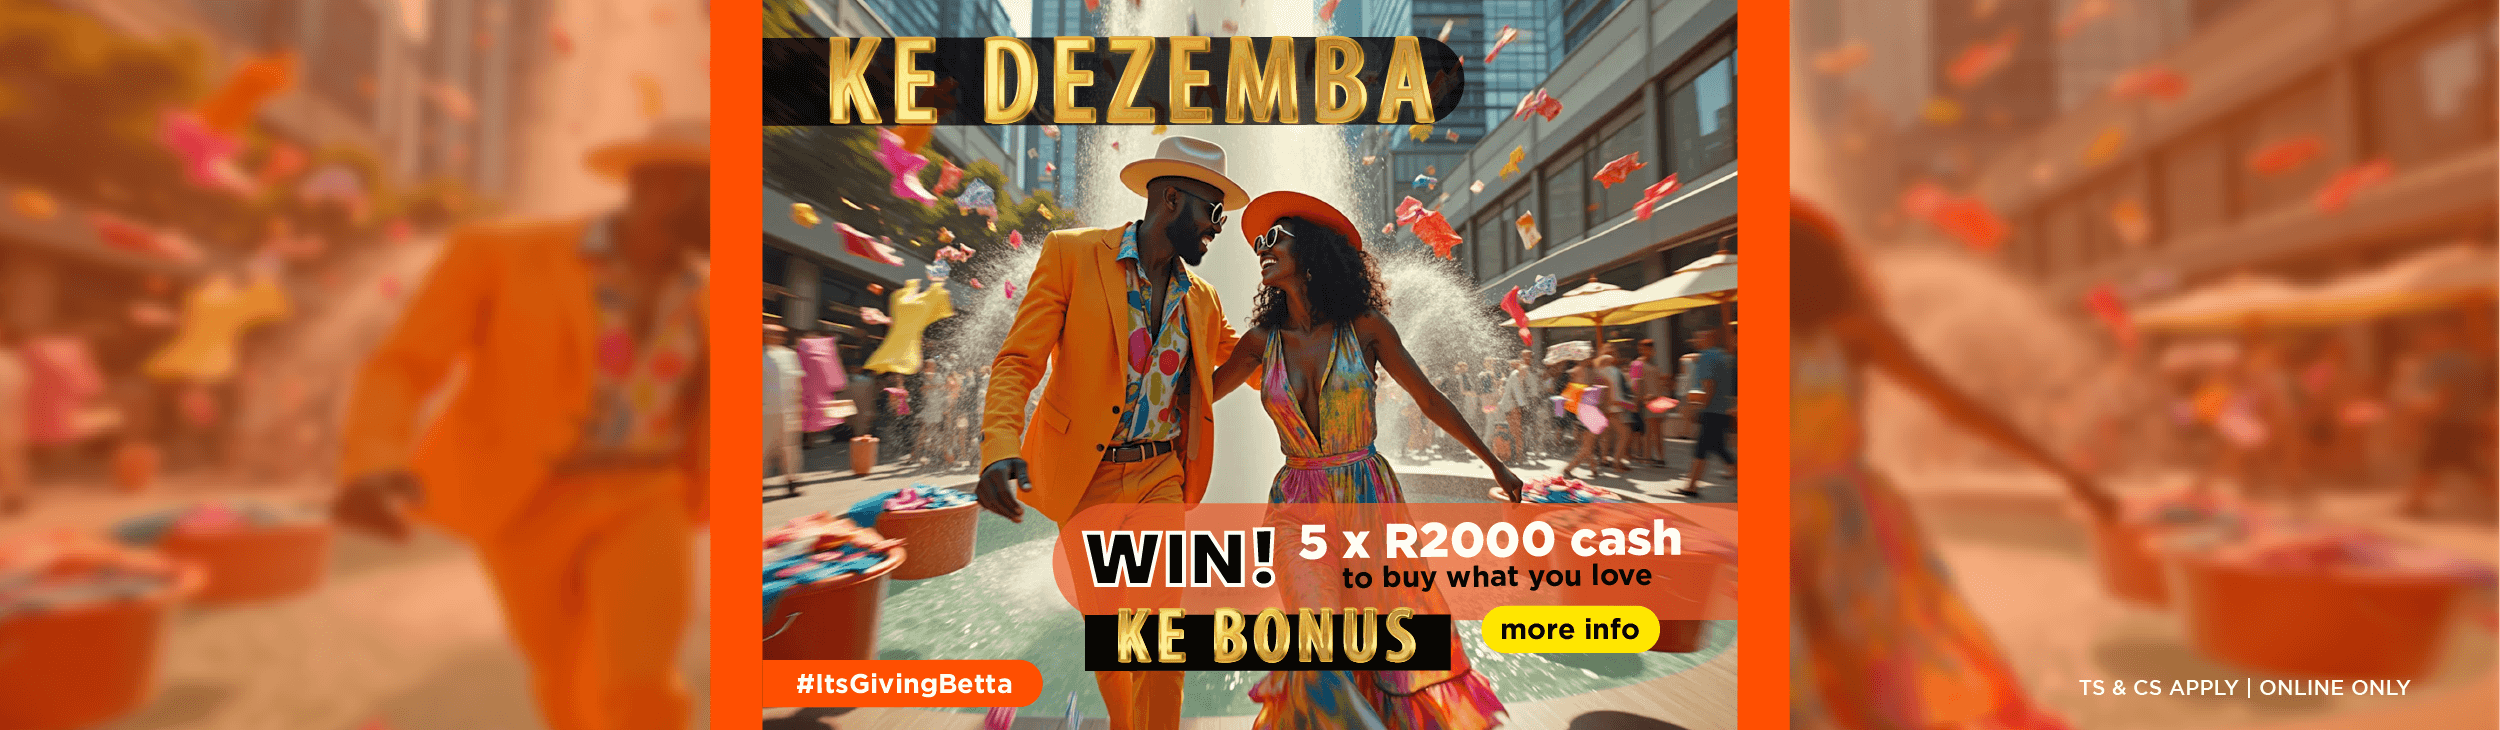 KE DEZEMBA
WIN! 5 x R2000 cash
to buy what you love
KE BONUS
more info
#ItsGivingBetta
TS & CS APPLY | ONLINE ONLY